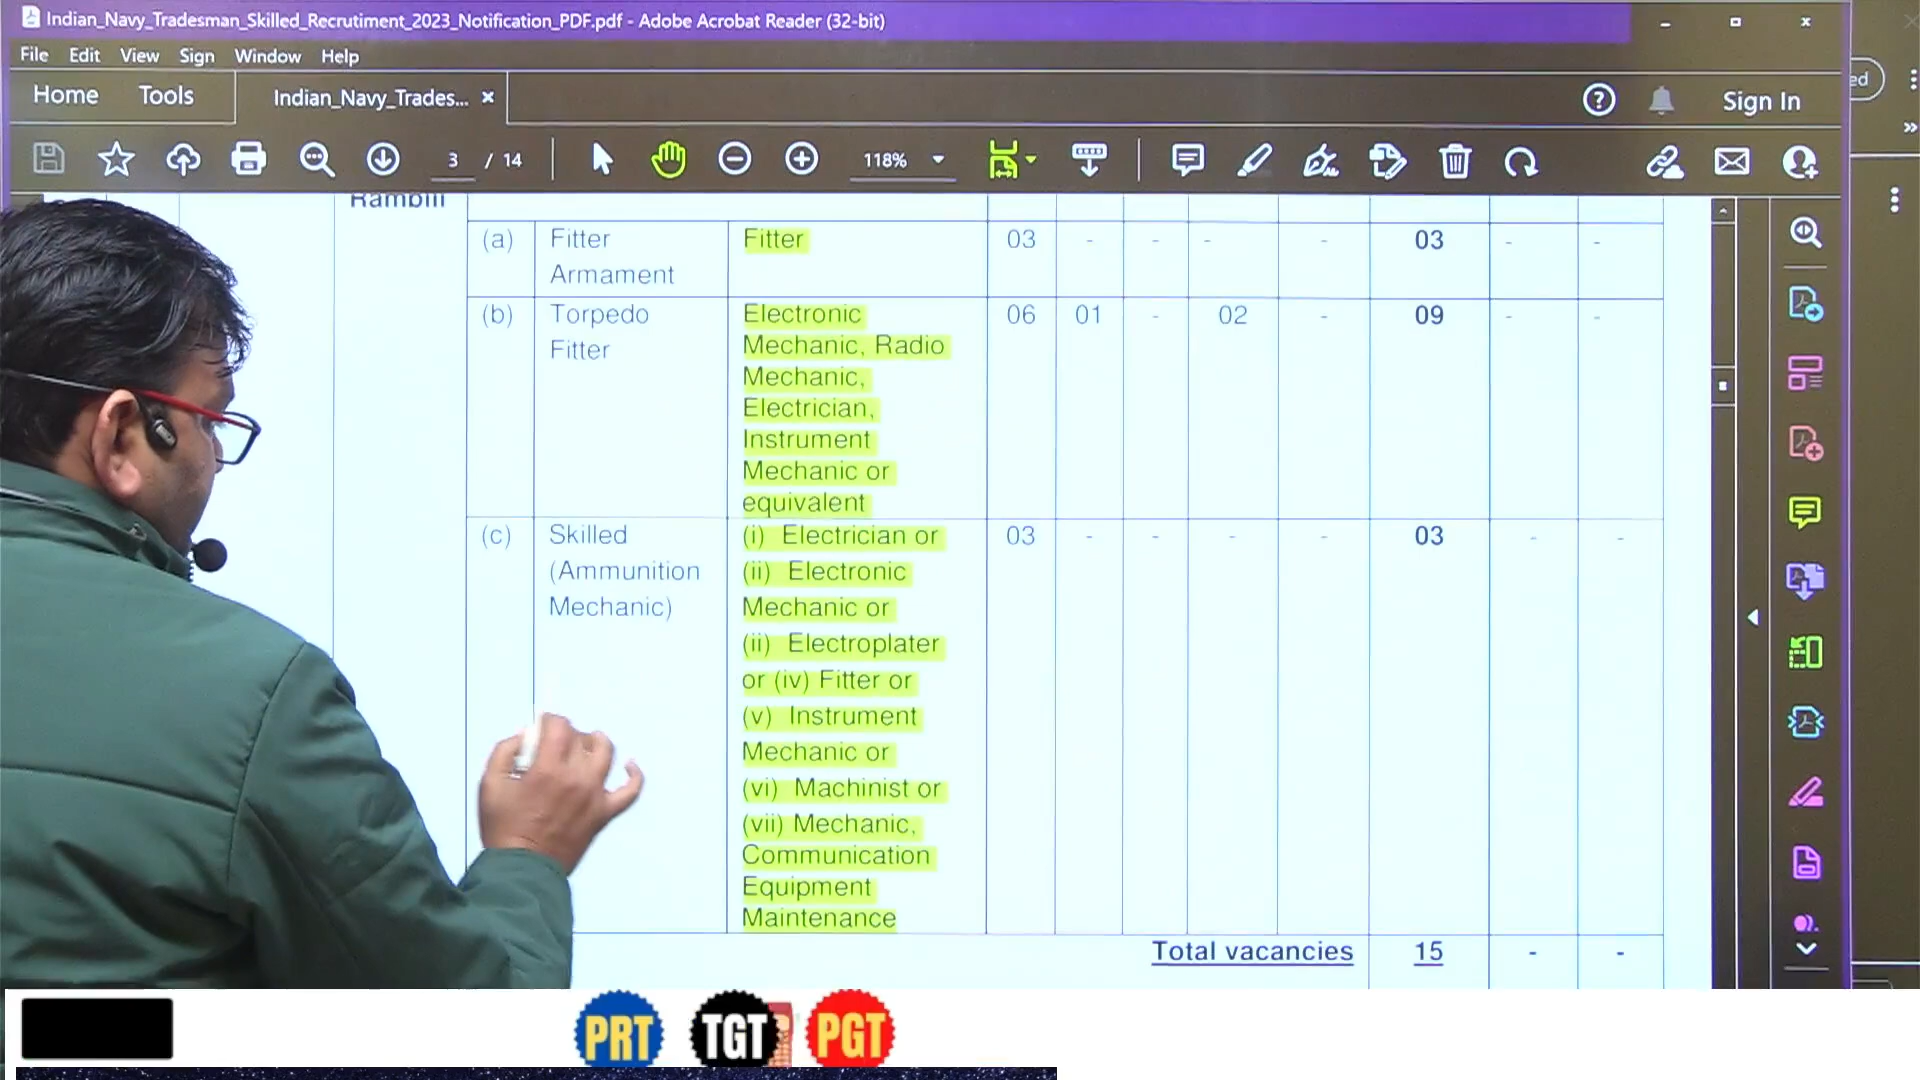 Indian_Navy_Tradesman_Skilled_Recrutiment_2023_Notification_PDF.pdf - Adobe Acrobat Reader (32-bit)
File Edit View Sign Window Help
Home Tools Indian_Navy_Trades... Sign In
3 / 14 118%
Rambilli
(a) Fitter Fitter 03 - - - - 03 - -
Armament
(b) Torpedo Electronic 06 01 - 02 - 09 - -
Fitter Mechanic, Radio
Mechanic,
Electrician,
Instrument
Mechanic or
equivalent
(c) Skilled (i) Electrician or 03 - - - - 03 - -
(Ammunition (ii) Electronic
Mechanic) Mechanic or
(ii) Electroplater
or (iv) Fitter or
(v) Instrument
Mechanic or
(vi) Machinist or
(vii) Mechanic,
Communication
Equipment
Maintenance
Total vacancies 15 - -
PRT TGT PGT